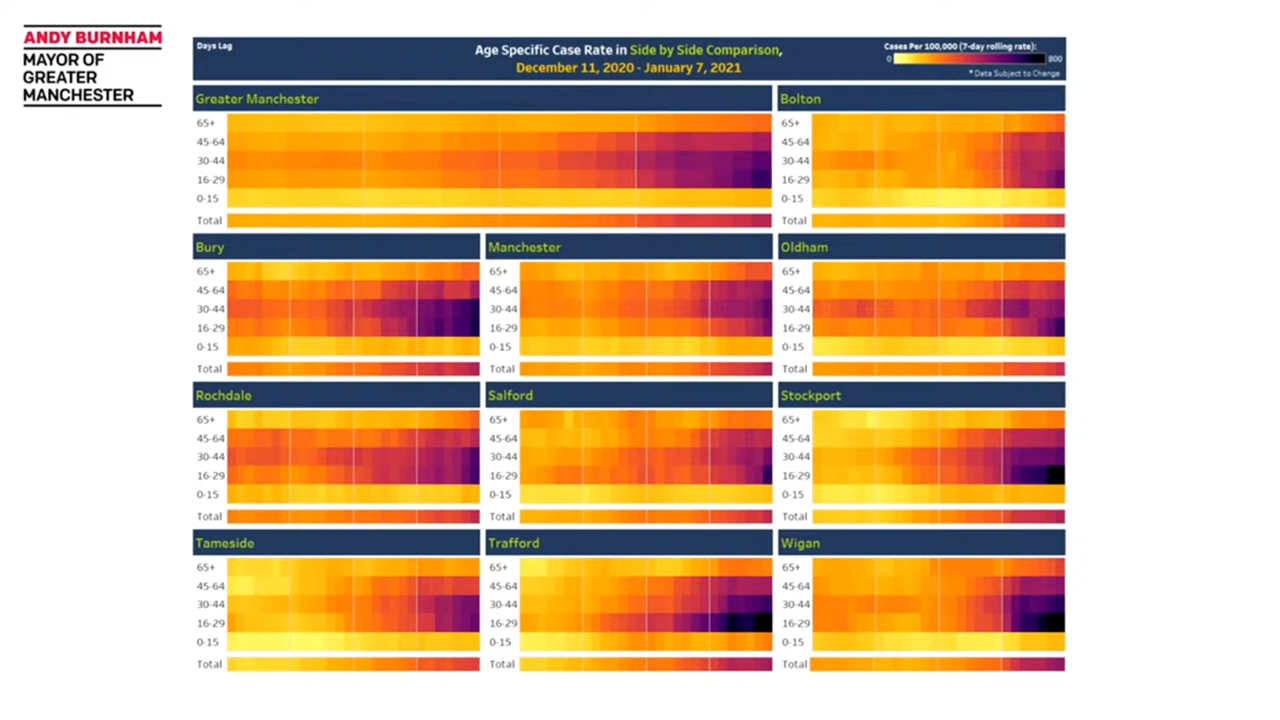 ANDY BURNHAM
MAYOR OF
GREATER
MANCHESTER
Days Lag
Age Specific Case Rate in Side by Side Comparison,
December 11, 2020 - January 7, 2021
Cases Per 100,000 (7-day rolling rate):
0 800
* Data Subject to Change
Greater Manchester
65+
45-64
30-44
16-29
0-15
Total
Bolton
65+
45-64
30-44
16-29
0-15
Total
Bury
65+
45-64
30-44
16-29
0-15
Total
Manchester
65+
45-64
30-44
16-29
0-15
Total
Oldham
65+
45-64
30-44
16-29
0-15
Total
Rochdale
65+
45-64
30-44
16-29
0-15
Total
Salford
65+
45-64
30-44
16-29
0-15
Total
Stockport
65+
45-64
30-44
16-29
0-15
Total
Tameside
65+
45-64
30-44
16-29
0-15
Total
Trafford
65+
45-64
30-44
16-29
0-15
Total
Wigan
65+
45-64
30-44
16-29
0-15
Total